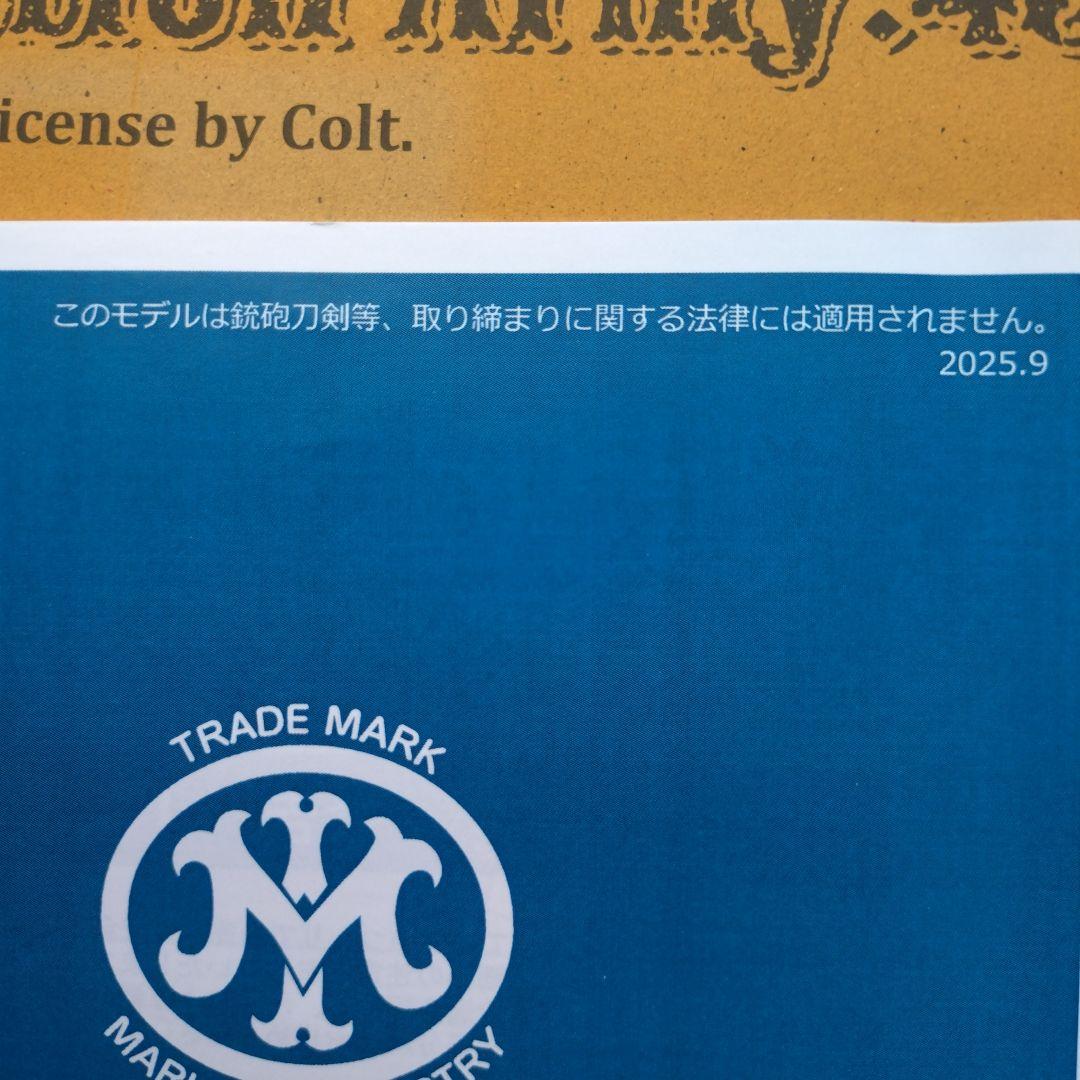 Army.
icense by Colt.
このモデルは銃砲刀剣等、取り締まりに関する法律には適用されません。
2025.9
TRADE MARK
M